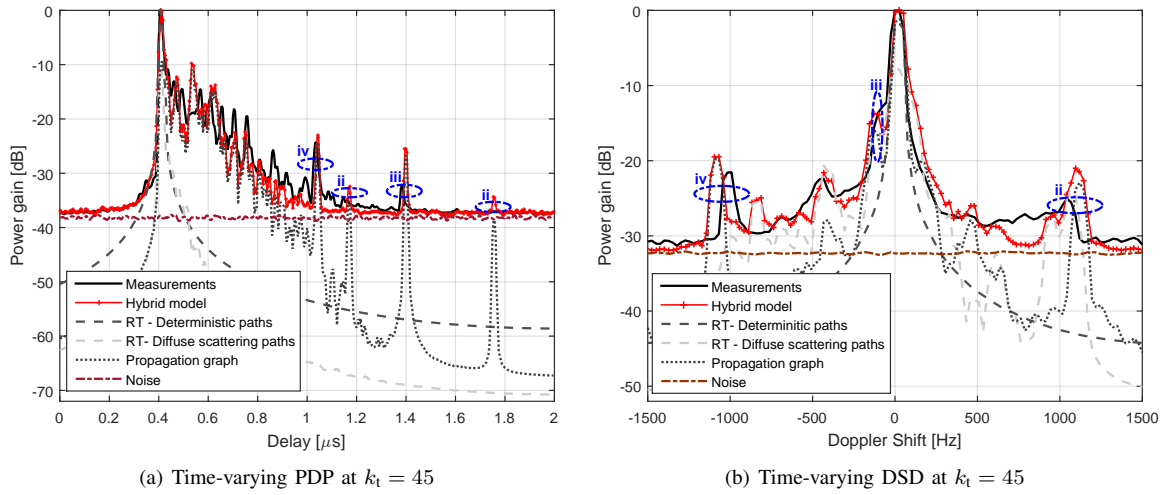 0
-10
-20
-30
-40
-50
-60
-70
Power gain [dB]
iv
ii
iii
ii
Measurements
Hybrid model
RT - Deterministic paths
RT- Diffuse scattering paths
Propagation graph
Noise
0 0.2 0.4 0.6 0.8 1 1.2 1.4 1.6 1.8 2
Delay [μs]
(a) Time-varying PDP at kt = 45
0
-10
-20
-30
-40
-50
Power gain [dB]
iii
iv
ii
Measurements
Hybrid model
RT- Determinitic paths
RT - Diffuse scattering paths
Propagation graph
Noise
-1500 -1000 -500 0 500 1000 1500
Doppler Shift [Hz]
(b) Time-varying DSD at kt = 45